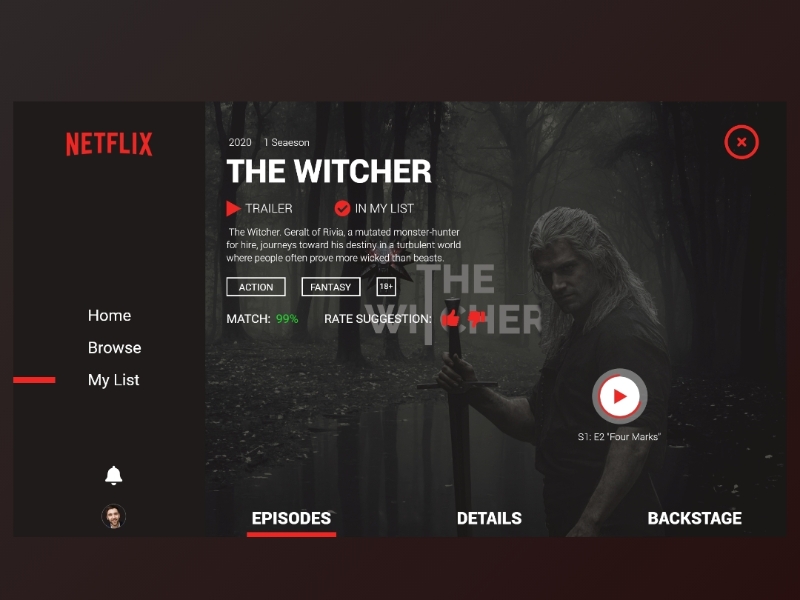 NETFLIX
2020 1 Seaeson
THE WITCHER
TRAILER
IN MY LIST
The Witcher. Geralt of Rivia, a mutated monster-hunter
for hire, journeys toward his destiny in a turbulent world
where people often prove more wicked than beasts.
ACTION FANTASY 18+
THE
WITCHER
MATCH: 99% RATE SUGGESTION:
Home
Browse
My List
S1: E2 "Four Marks"
EPISODES DETAILS BACKSTAGE